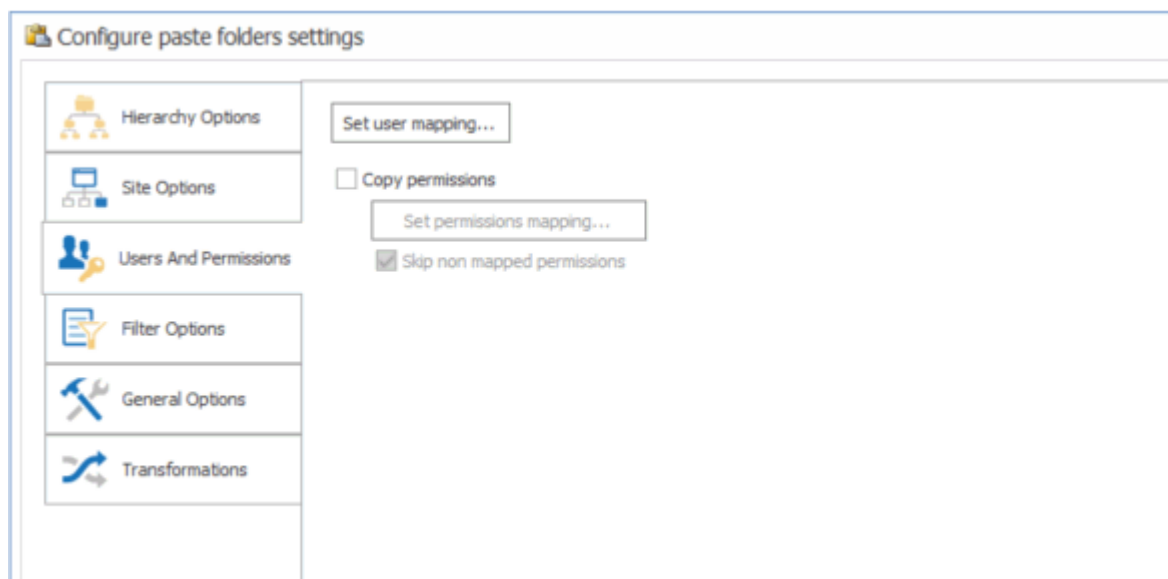 Configure paste folders settings
Hierarchy Options
Site Options
Users And Permissions
Filter Options
General Options
Transformations
Set user mapping...
Copy permissions
Set permissions mapping...
Skip non mapped permissions